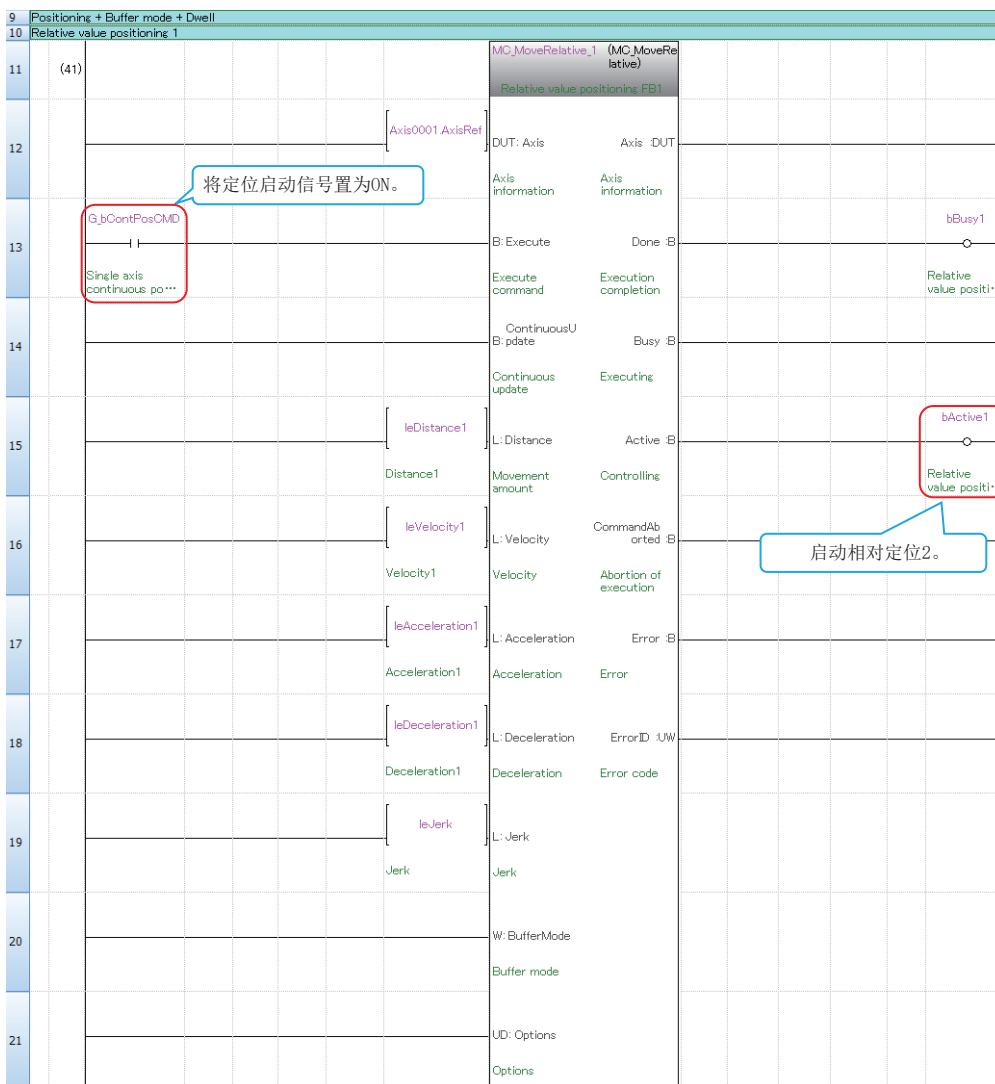 9 Positioning + Buffer mode + Dwell
10 Relative value positioning 1
11 (41) MC_MoveRelative_1 (MC_MoveRe
lative)
Relative value positioning FB1
12 Axis0001.AxisRef DUT: Axis Axis :DUT
Axis
information
Axis
information
将定位启动信号置为ON。
13 G_bContPosCMD B: Execute Done :B bBusy1
Single axis
continuous po…
Execute
command
Execution
completion
Relative
value positi
14 ContinuousU
B: pdate Busy :B
Continuous
update
Executing
15 leDistance1 L: Distance Active :B bActive1
Distance1
Movement
amount
Controlling
Relative
value positi
16 leVelocity1 L: Velocity CommandAb
orted :B
Velocity1 Velocity Abortion of
execution
启动相对定位2。
17 leAcceleration1 L: Acceleration Error :B
Acceleration1 Acceleration Error
18 leDeceleration1 L: Deceleration ErrorID :UW
Deceleration1 Deceleration Error code
19 leJerk L: Jerk
Jerk Jerk
20 W: BufferMode
Buffer mode
21 UD: Options
Options